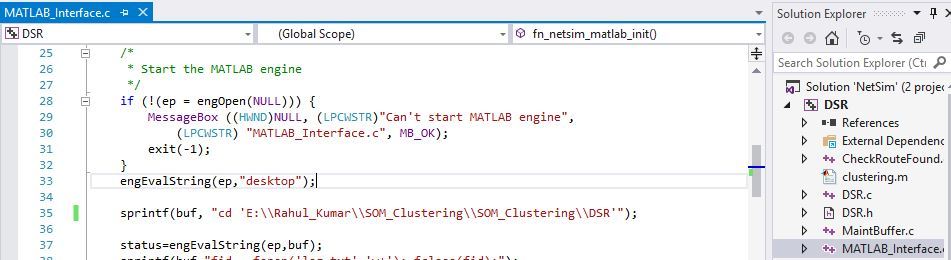 MATLAB_Interface.c
DSR
(Global Scope)
fn_netsim_matlab_init()
25 /*
26 * Start the MATLAB engine
27 */
28 if (!(ep = engOpen(NULL))) {
29 MessageBox ((HWND)NULL, (LPCWSTR)"Can't start MATLAB engine",
30 (LPCWSTR) "MATLAB_Interface.c", MB_OK);
31 exit(-1);
32 }
33 engEvalString(ep,"desktop");
34
35 sprintf(buf, "cd 'E:\\Rahul_Kumar\\SOM_Clustering\\SOM_Clustering\\DSR'");
36
37 status=engEvalString(ep,buf);
Solution Explorer
Search Solution Explorer (Ct
Solution 'NetSim' (2 projec
DSR
References
External Dependenc
CheckRouteFound.
clustering.m
DSR.c
DSR.h
MaintBuffer.c
MATLAB_Interface.